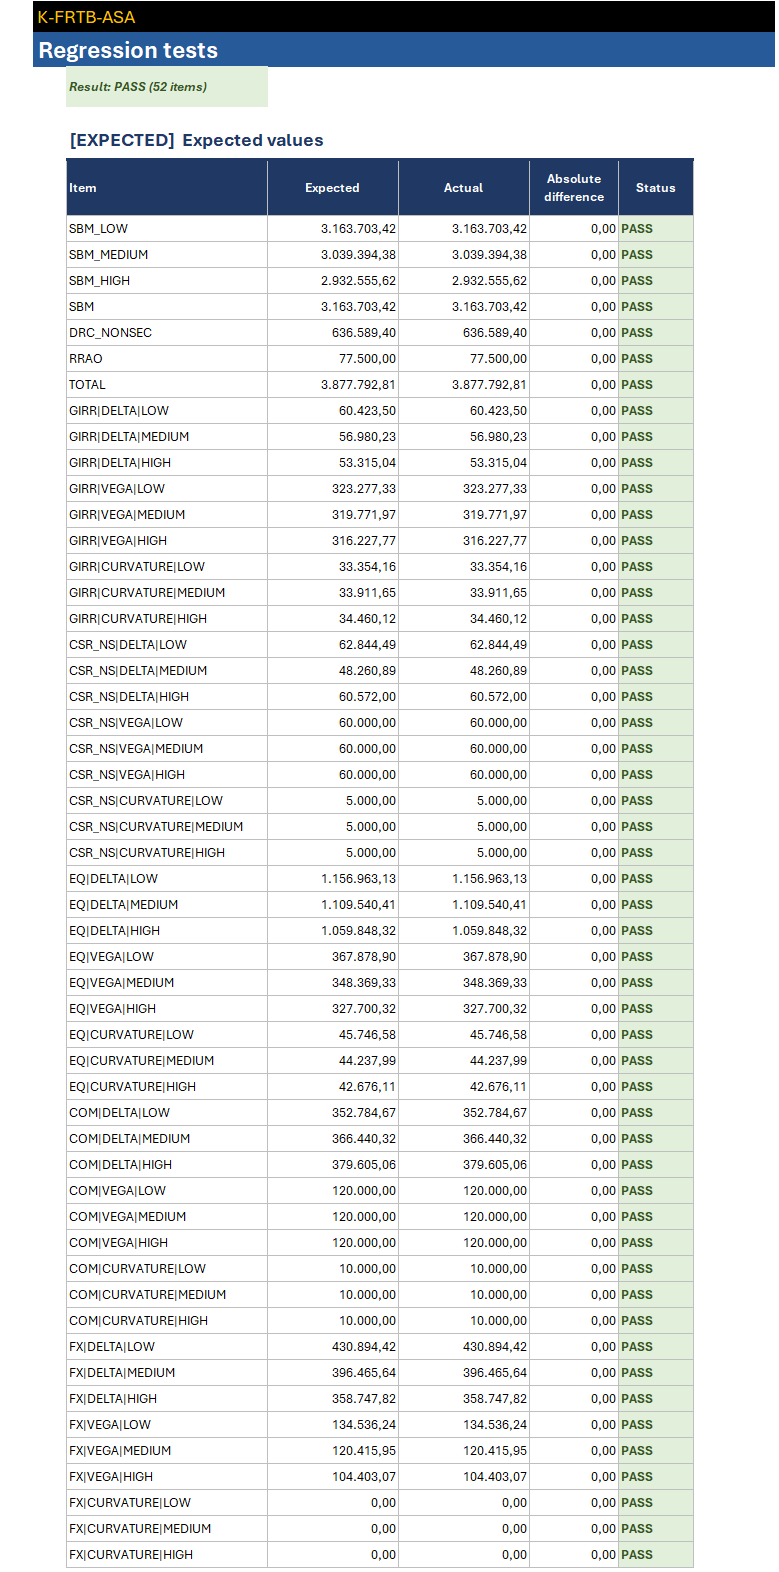 K-FRTB-ASA
Regression tests
Result: PASS (52 items)
[EXPECTED] Expected values
Item Expected Actual Absolute difference Status
SBM_LOW 3.163.703,42 3.163.703,42 0,00 PASS
SBM_MEDIUM 3.039.394,38 3.039.394,38 0,00 PASS
SBM_HIGH 2.932.555,62 2.932.555,62 0,00 PASS
SBM 3.163.703,42 3.163.703,42 0,00 PASS
DRC_NONSEC 636.589,40 636.589,40 0,00 PASS
RRAO 77.500,00 77.500,00 0,00 PASS
TOTAL 3.877.792,81 3.877.792,81 0,00 PASS
GIRR|DELTA|LOW 60.423,50 60.423,50 0,00 PASS
GIRR|DELTA|MEDIUM 56.980,23 56.980,23 0,00 PASS
GIRR|DELTA|HIGH 53.315,04 53.315,04 0,00 PASS
GIRR|VEGA|LOW 323.277,33 323.277,33 0,00 PASS
GIRR|VEGA|MEDIUM 319.771,97 319.771,97 0,00 PASS
GIRR|VEGA|HIGH 316.227,77 316.227,77 0,00 PASS
GIRR|CURVATURE|LOW 33.354,16 33.354,16 0,00 PASS
GIRR|CURVATURE|MEDIUM 33.911,65 33.911,65 0,00 PASS
GIRR|CURVATURE|HIGH 34.460,12 34.460,12 0,00 PASS
CSR_NS|DELTA|LOW 62.844,49 62.844,49 0,00 PASS
CSR_NS|DELTA|MEDIUM 48.260,89 48.260,89 0,00 PASS
CSR_NS|DELTA|HIGH 60.572,00 60.572,00 0,00 PASS
CSR_NS|VEGA|LOW 60.000,00 60.000,00 0,00 PASS
CSR_NS|VEGA|MEDIUM 60.000,00 60.000,00 0,00 PASS
CSR_NS|VEGA|HIGH 60.000,00 60.000,00 0,00 PASS
CSR_NS|CURVATURE|LOW 5.000,00 5.000,00 0,00 PASS
CSR_NS|CURVATURE|MEDIUM 5.000,00 5.000,00 0,00 PASS
CSR_NS|CURVATURE|HIGH 5.000,00 5.000,00 0,00 PASS
EQ|DELTA|LOW 1.156.963,13 1.156.963,13 0,00 PASS
EQ|DELTA|MEDIUM 1.109.540,41 1.109.540,41 0,00 PASS
EQ|DELTA|HIGH 1.059.848,32 1.059.848,32 0,00 PASS
EQ|VEGA|LOW 367.878,90 367.878,90 0,00 PASS
EQ|VEGA|MEDIUM 348.369,33 348.369,33 0,00 PASS
EQ|VEGA|HIGH 327.700,32 327.700,32 0,00 PASS
EQ|CURVATURE|LOW 45.746,58 45.746,58 0,00 PASS
EQ|CURVATURE|MEDIUM 44.237,99 44.237,99 0,00 PASS
EQ|CURVATURE|HIGH 42.676,11 42.676,11 0,00 PASS
COM|DELTA|LOW 352.784,67 352.784,67 0,00 PASS
COM|DELTA|MEDIUM 366.440,32 366.440,32 0,00 PASS
COM|DELTA|HIGH 379.605,06 379.605,06 0,00 PASS
COM|VEGA|LOW 120.000,00 120.000,00 0,00 PASS
COM|VEGA|MEDIUM 120.000,00 120.000,00 0,00 PASS
COM|VEGA|HIGH 120.000,00 120.000,00 0,00 PASS
COM|CURVATURE|LOW 10.000,00 10.000,00 0,00 PASS
COM|CURVATURE|MEDIUM 10.000,00 10.000,00 0,00 PASS
COM|CURVATURE|HIGH 10.000,00 10.000,00 0,00 PASS
FX|DELTA|LOW 430.894,42 430.894,42 0,00 PASS
FX|DELTA|MEDIUM 396.465,64 396.465,64 0,00 PASS
FX|DELTA|HIGH 358.747,82 358.747,82 0,00 PASS
FX|VEGA|LOW 134.536,24 134.536,24 0,00 PASS
FX|VEGA|MEDIUM 120.415,95 120.415,95 0,00 PASS
FX|VEGA|HIGH 104.403,07 104.403,07 0,00 PASS
FX|CURVATURE|LOW 0,00 0,00 0,00 PASS
FX|CURVATURE|MEDIUM 0,00 0,00 0,00 PASS
FX|CURVATURE|HIGH 0,00 0,00 0,00 PASS